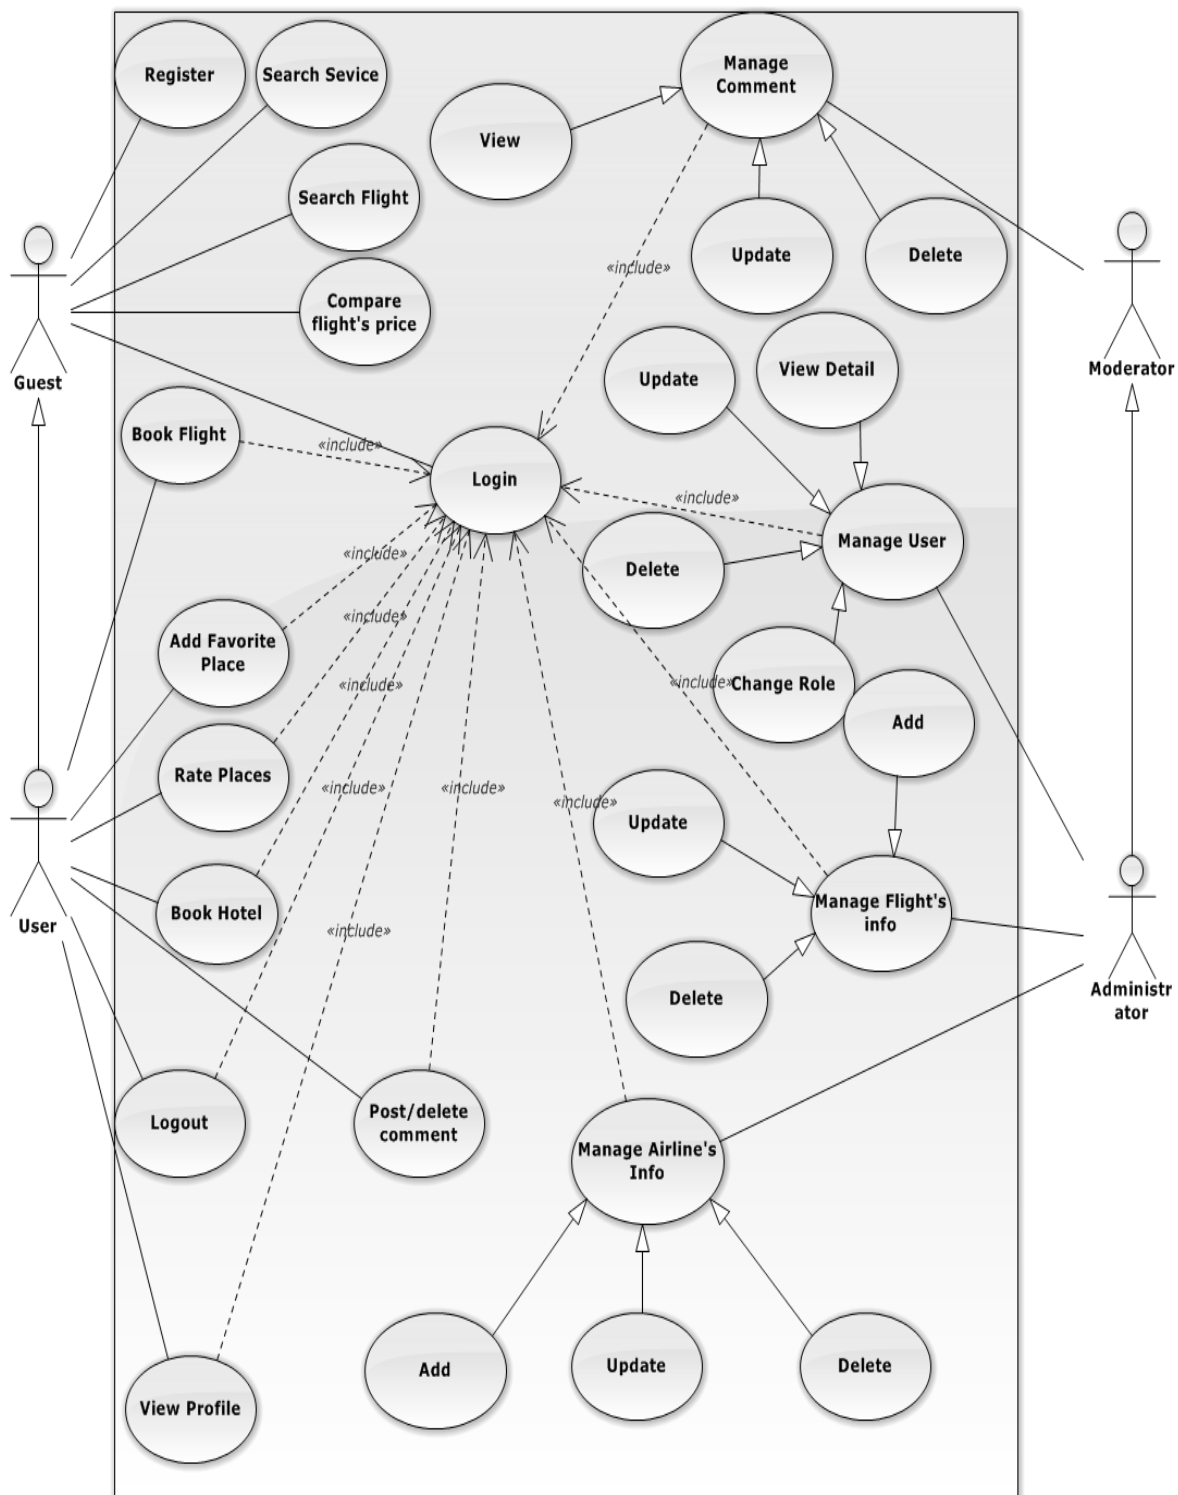 Register
Search Sevice
Manage
Comment
View
Search Flight
Update
Delete
«include»
Compare
flight's price
Guest
Moderator
Update
View Detail
Book Flight
«include»
Login
«include»
Manage User
Delete
«include»
Add Favorite
Place
«include»
«include»
«include»
Change Role
Add
Rate Places
«include»
«include»
«include»
Update
User
Book Hotel
«include»
Manage Flight's
info
Delete
Administr
ator
Logout
Post/delete
comment
Manage Airline's
Info
Add
Update
Delete
View Profile